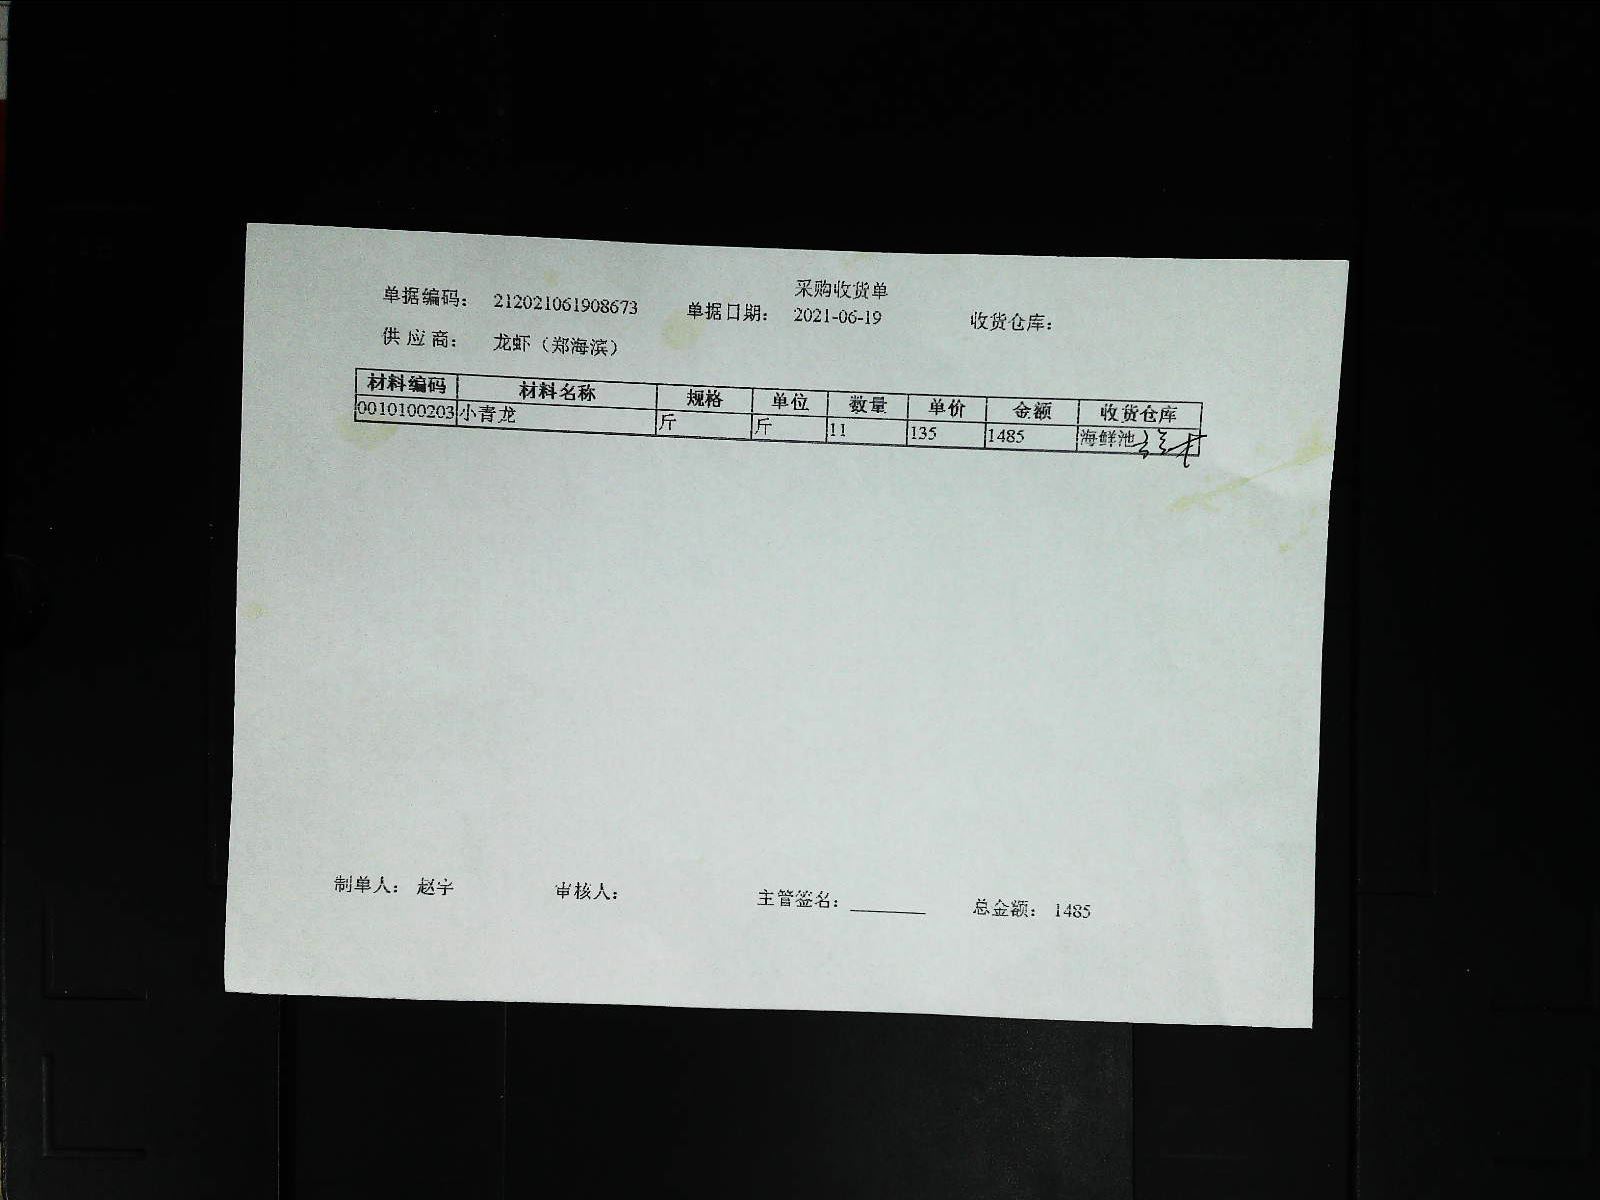 采购收货单
单据编码: 212021061908673 单据日期: 2021-06-19 收货仓库:
供应商: 龙虾（郑海滨）
材料编码 材料名称 规格 单位 数量 单价 金额 收货仓库
0010100203 小青龙 斤 斤 11 135 1485 海鲜池
制单人: 赵宇 审核人: 主管签名: ________ 总金额: 1485